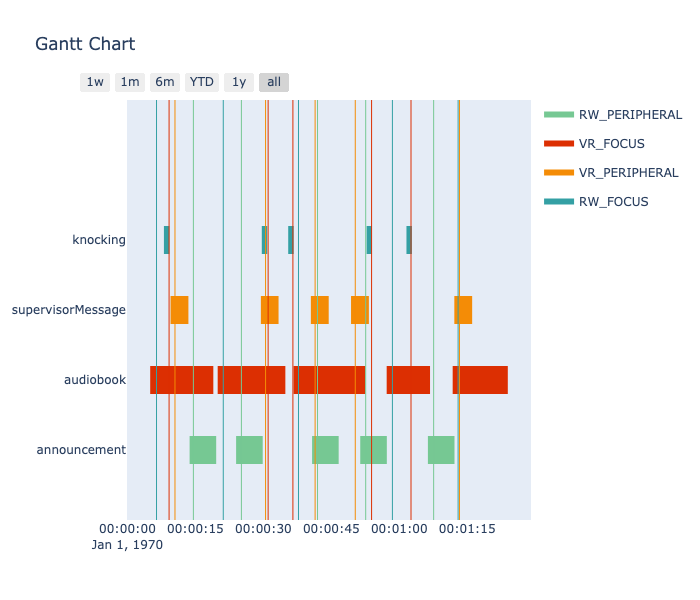 Gantt Chart
1w 1m 6m YTD 1y all
RW_PERIPHERAL
VR_FOCUS
VR_PERIPHERAL
RW_FOCUS
knocking
supervisorMessage
audiobook
announcement
00:00:00 00:00:15 00:00:30 00:00:45 00:01:00 00:01:15
Jan 1, 1970